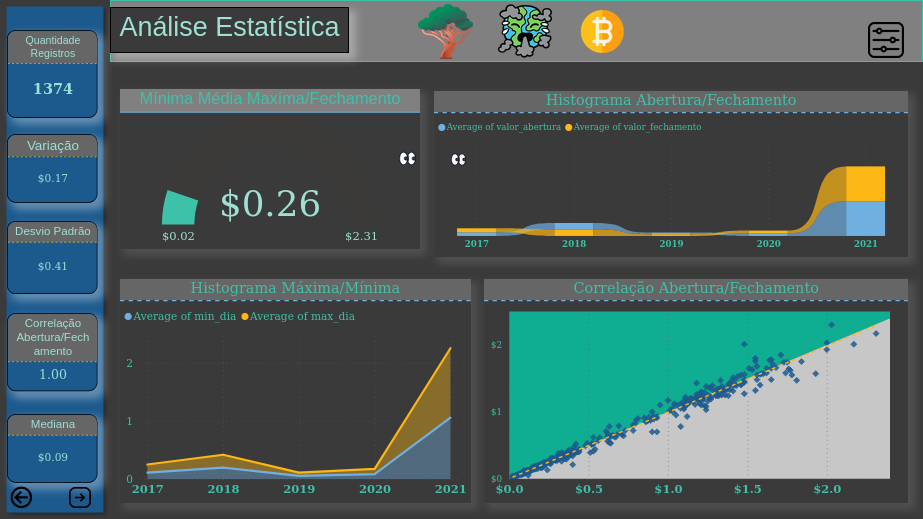 Análise Estatística
Quantidade
Registros
1374
Variação
$0.17
Desvio Padrão
$0.41
Correlação
Abertura/Fech
amento
1.00
Mediana
$0.09
Mínima Média Maxíma/Fechamento
$0.26
$0.02
$2.31
Histograma Abertura/Fechamento
Average of valor_abertura Average of valor_fechamento
2017 2018 2019 2020 2021
Histograma Máxima/Mínima
Average of min_dia Average of max_dia
2
1
0
2017 2018 2019 2020 2021
Correlação Abertura/Fechamento
$2
$1
$0
$0.0 $0.5 $1.0 $1.5 $2.0